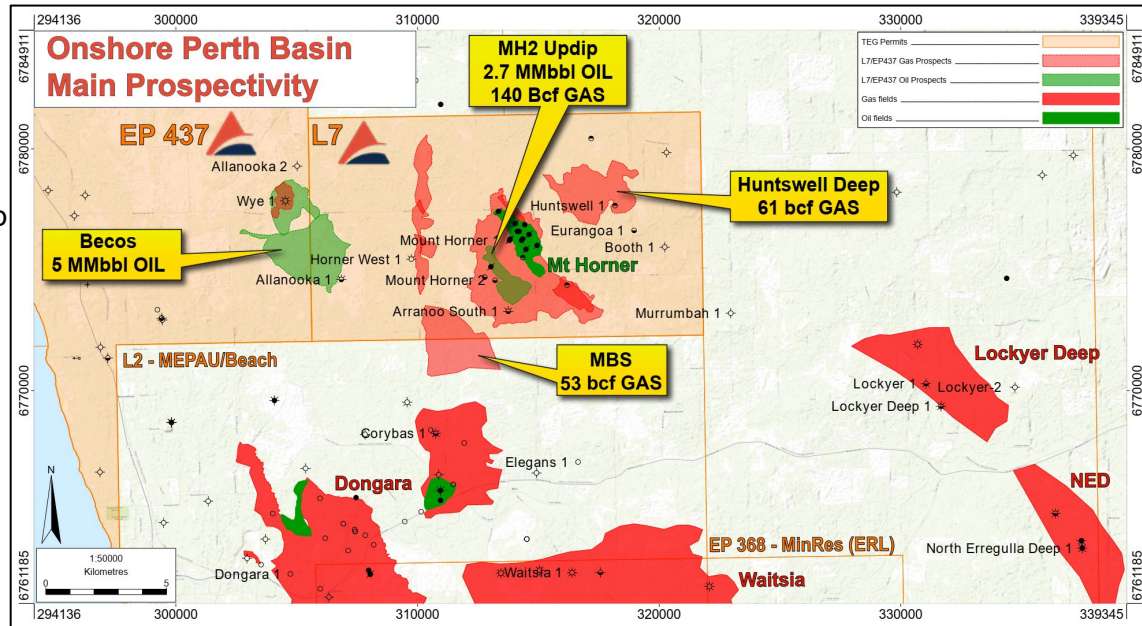 294136
300000
310000
320000
330000
339345
6784911
6784911
Onshore Perth Basin
Main Prospectivity
MH2 Updip
2.7 MMbbl OIL
140 Bcf GAS
TEG Permits
L7/EP437 Gas Prospects
L7/EP437 Oil Prospects
Gas fields
Oil fields
6780000
6780000
EP 437
L7
Allanooka 2
Wye 1
Huntswell Deep
61 bcf GAS
Huntswell 1
Eurangoa 1
Booth 1
Mount Horner 1
Becos
5 MMbbl OIL
Horner West 1
Mt Horner
Allanooka 1
Mount Horner 2
Arranoo South 1
Murrumbah 1
L2 - MEPAU/Beach
MBS
53 bcf GAS
Lockyer Deep
6770000
6770000
Lockyer 1
Lockyer-2
Lockyer Deep 1
Corybas 1
Elegans 1
Dongara
NED
N
EP 368 - MinRes (ERL)
North Erregulla Deep 1
1:50000
Kilometres
0
5
Dongara 1
Waitsia 1
Waitsia
6761185
6761185
294136
300000
310000
320000
330000
339345